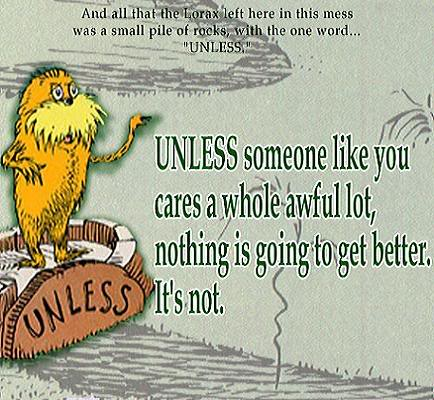 And all that the Lorax left here in this mess
was a small pile of rocks, with the one word...
"UNLESS."
UNLESS someone like you
cares a whole awful lot,
nothing is going to get better.
It's not.
UNLESS